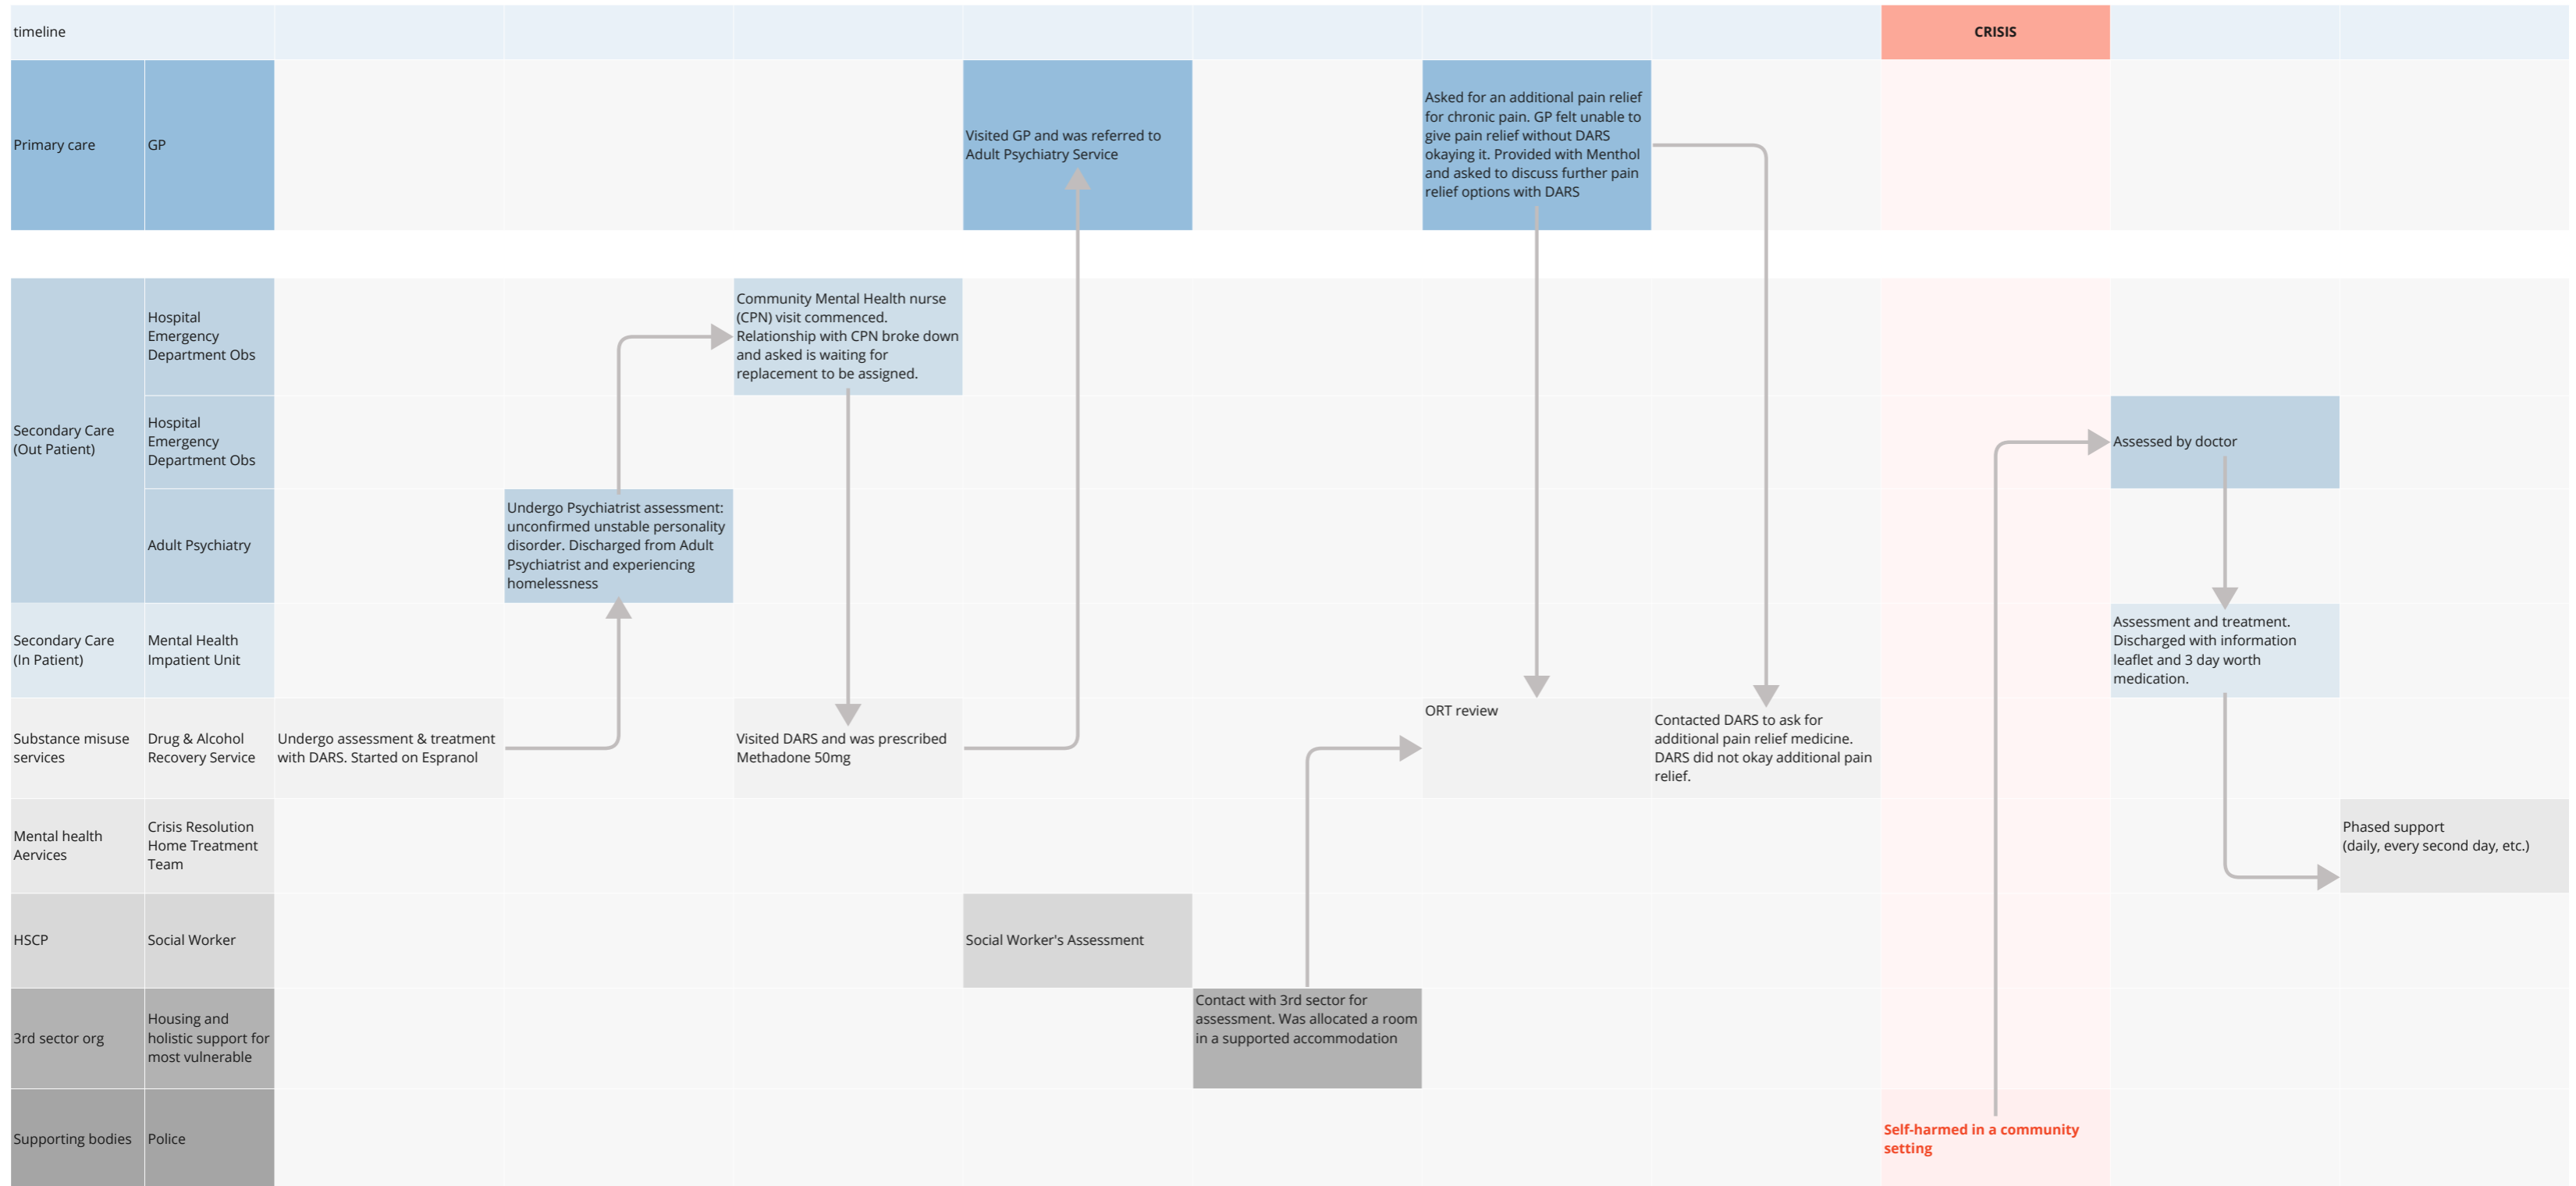 timeline
CRISIS
Primary care
GP
Visited GP and was referred to
Adult Psychiatry Service
Asked for an additional pain relief
for chronic pain. GP felt unable to
give pain relief without DARS
okaying it. Provided with Menthol
and asked to discuss further pain
relief options with DARS
Secondary Care
(Out Patient)
Hospital
Emergency
Department Obs
Community Mental Health nurse
(CPN) visit commenced.
Relationship with CPN broke down
and asked is waiting for
replacement to be assigned.
Hospital
Emergency
Department Obs
Assessed by doctor
Adult Psychiatry
Undergo Psychiatrist assessment:
unconfirmed unstable personality
disorder. Discharged from Adult
Psychiatrist and experiencing
homelessness
Secondary Care
(In Patient)
Mental Health
Impatient Unit
Assessment and treatment.
Discharged with information
leaflet and 3 day worth
medication.
Substance misuse
services
Drug & Alcohol
Recovery Service
Undergo assessment & treatment
with DARS. Started on Espranol
Visited DARS and was prescribed
Methadone 50mg
ORT review
Contacted DARS to ask for
additional pain relief medicine.
DARS did not okay additional pain
relief.
Mental health
Aervices
Crisis Resolution
Home Treatment
Team
Phased support
(daily, every second day, etc.)
HSCP
Social Worker
Social Worker's Assessment
3rd sector org
Housing and
holistic support for
most vulnerable
Contact with 3rd sector for
assessment. Was allocated a room
in a supported accommodation
Supporting bodies
Police
Self-harmed in a community
setting